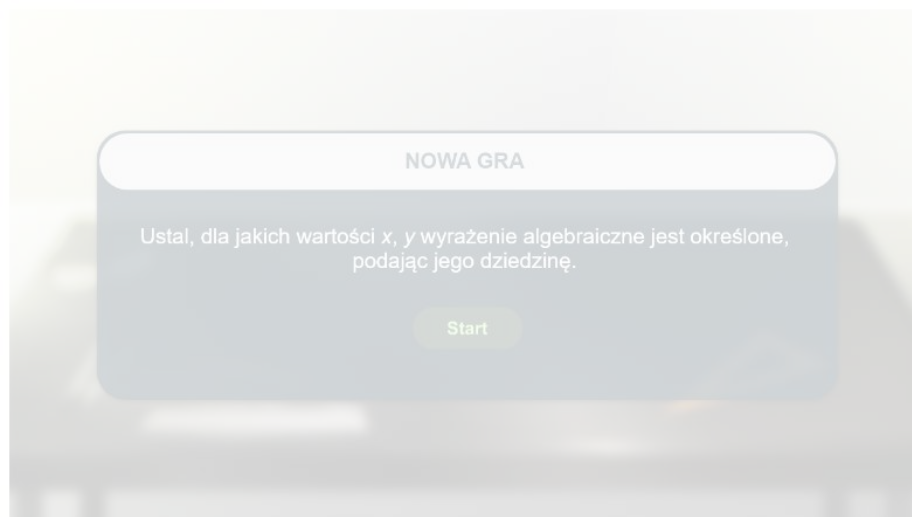 NOWA GRA
Ustal, dla jakich wartości x, y wyrażenie algebraiczne jest określone,
podając jego dziedzinę.
Start